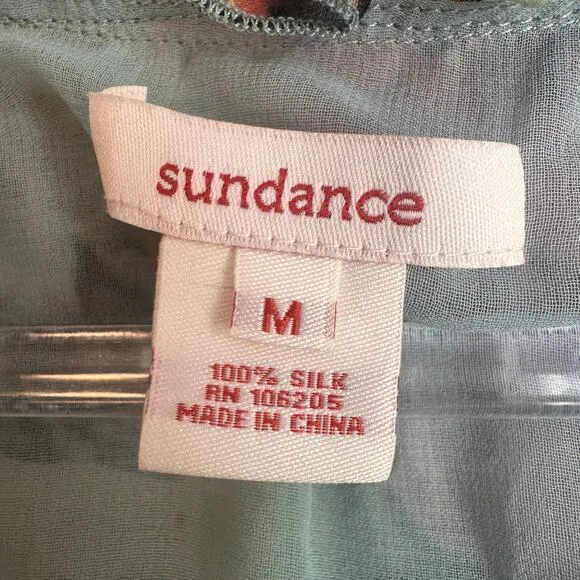 sundance
M
100% SILK
RN 106205
MADE IN CHINA